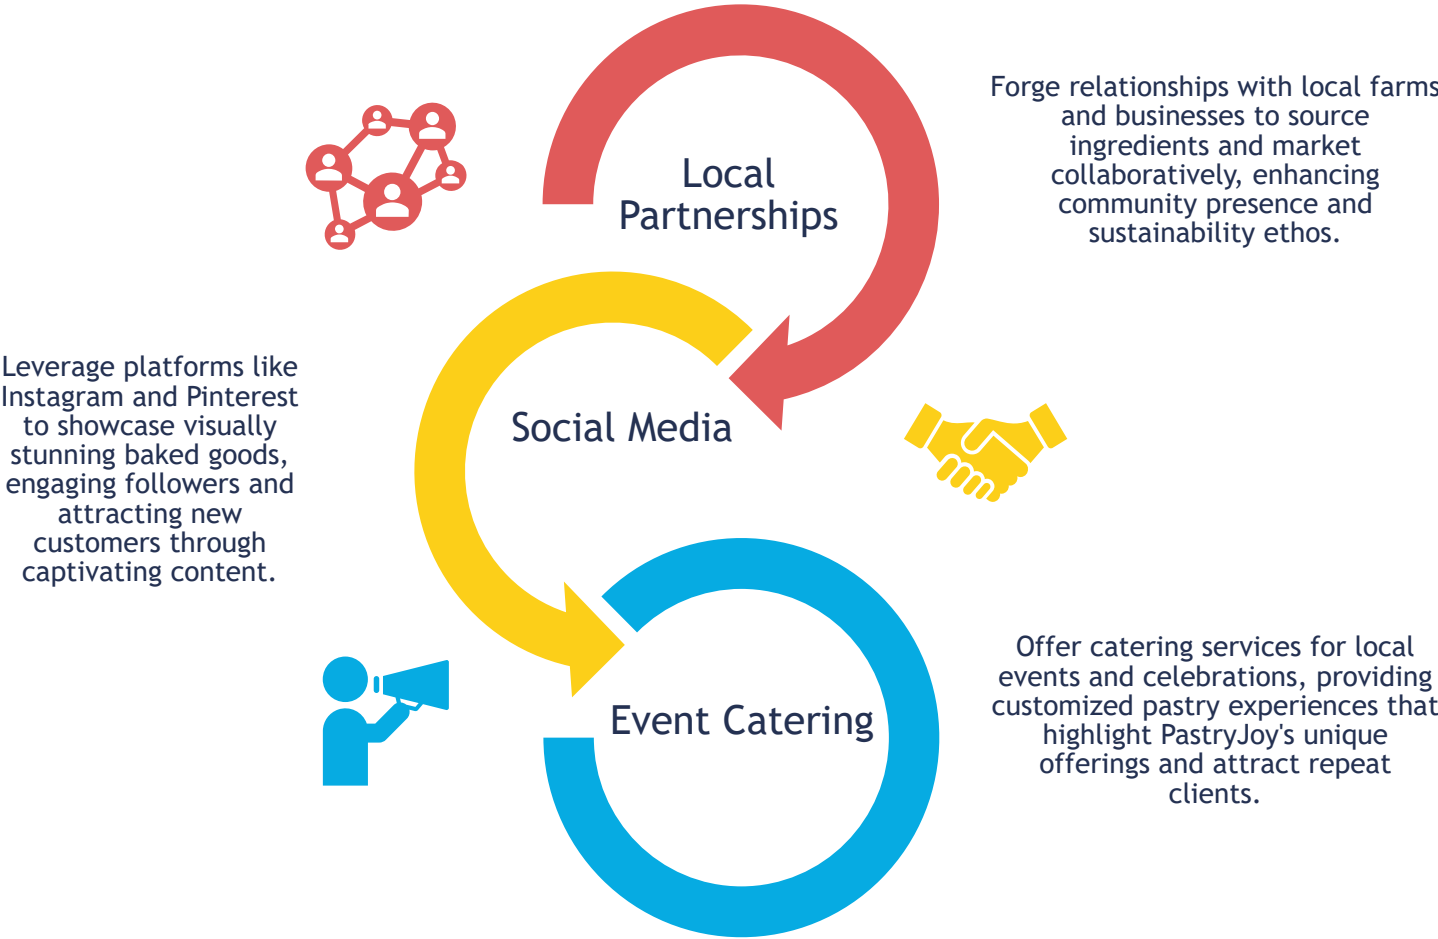 Local
Partnerships
Forge relationships with local farms
and businesses to source
ingredients and market
collaboratively, enhancing
community presence and
sustainability ethos.
Social Media
Leverage platforms like
Instagram and Pinterest
to showcase visually
stunning baked goods,
engaging followers and
attracting new
customers through
captivating content.
Event Catering
Offer catering services for local
events and celebrations, providing
customized pastry experiences that
highlight PastryJoy's unique
offerings and attract repeat
clients.